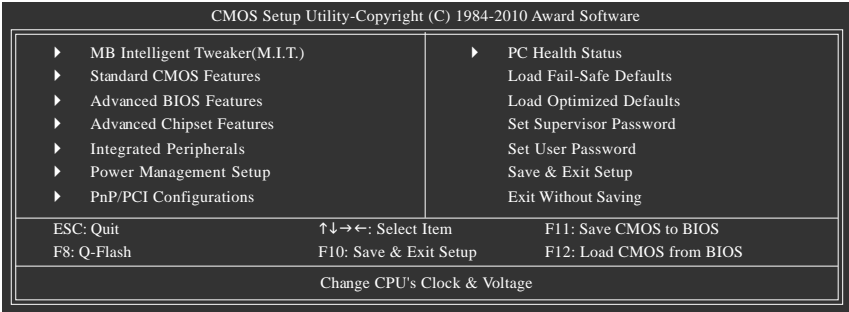 CMOS Setup Utility-Copyright (C) 1984-2010 Award Software
MB Intelligent Tweaker(M.I.T.)
Standard CMOS Features
Advanced BIOS Features
Advanced Chipset Features
Integrated Peripherals
Power Management Setup
PnP/PCI Configurations
PC Health Status
Load Fail-Safe Defaults
Load Optimized Defaults
Set Supervisor Password
Set User Password
Save & Exit Setup
Exit Without Saving
ESC: Quit ↑↓→←: Select Item F11: Save CMOS to BIOS
F8: Q-Flash F10: Save & Exit Setup F12: Load CMOS from BIOS
Change CPU's Clock & Voltage